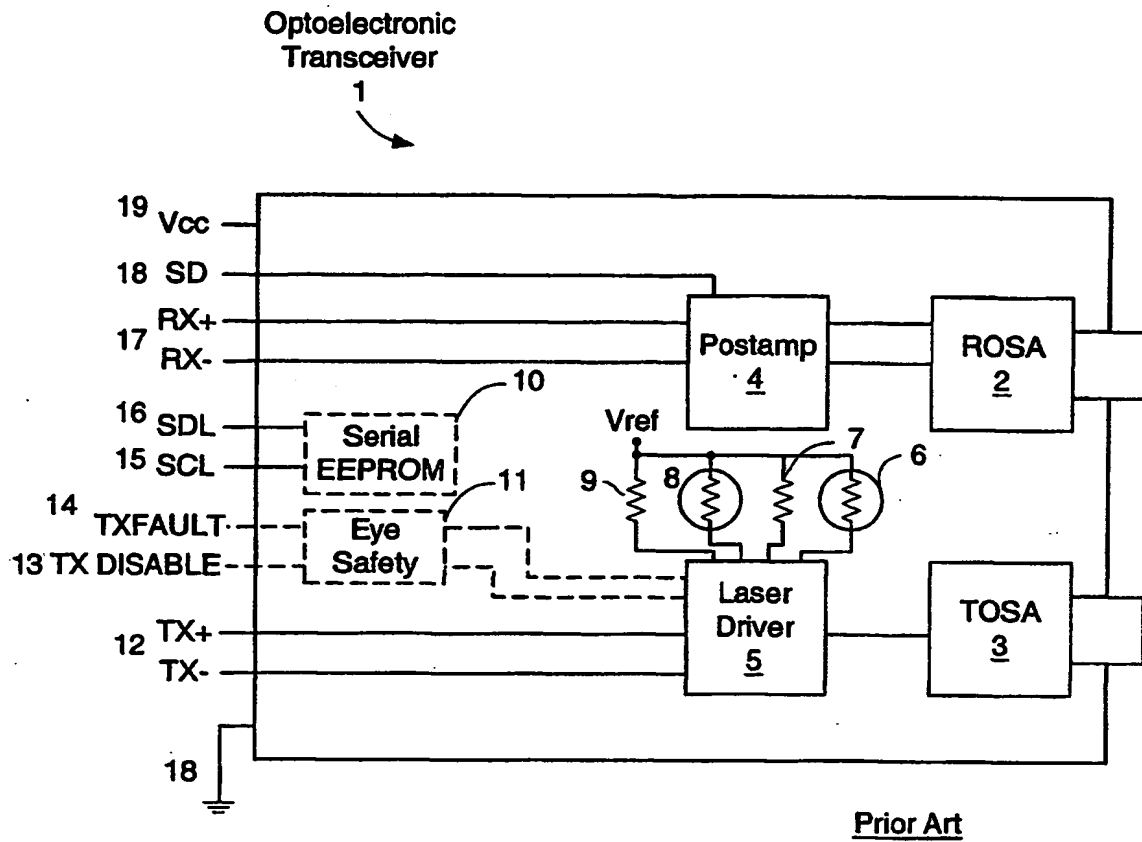 Optoelectronic
Transceiver
1
19 Vcc
18 SD
RX+
17
RX-
Postamp
4
ROSA
2
10
16 SDL
15 SCL
Serial
EEPROM
Vref
9
8
7
6
14
TXFAULT
13 TX DISABLE
11
Eye
Safety
12 TX+
TX-
Laser
Driver
5
TOSA
3
18
Prior Art